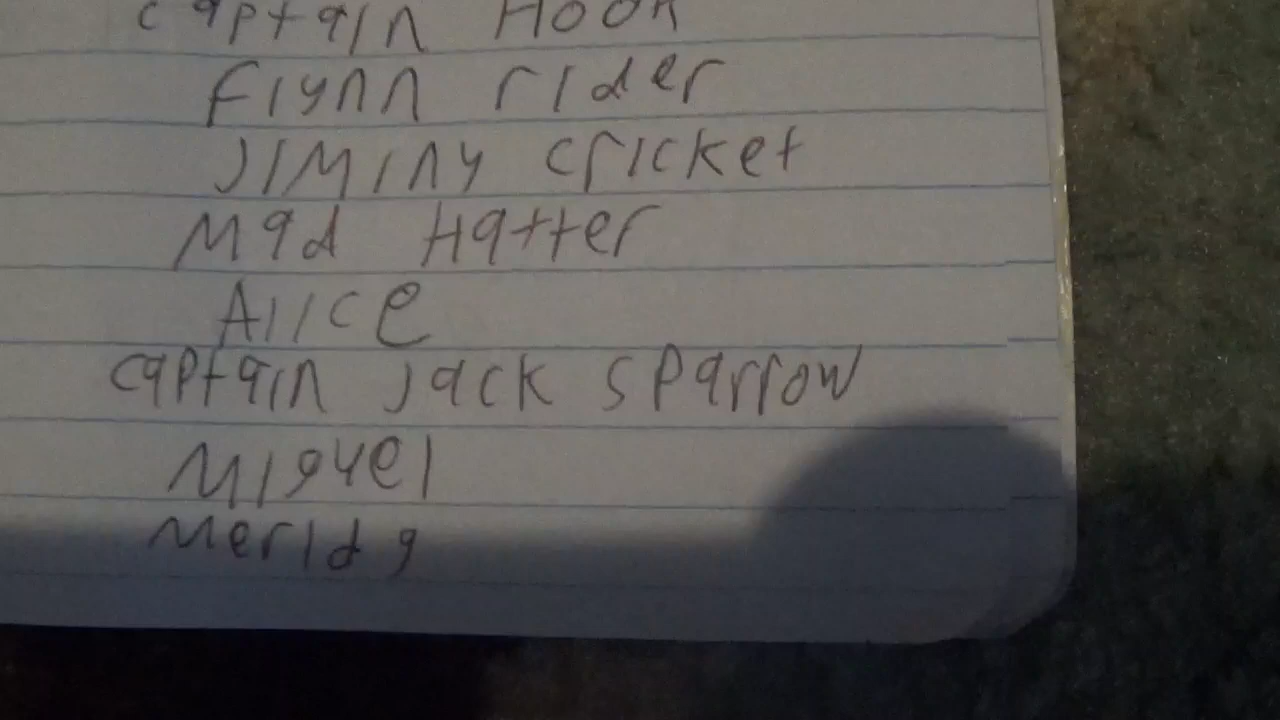 captain Hook
Flynn rider
JIMINY cricket
Mad Hatter
Alice
captain Jack sparrow
Miguel
Merida